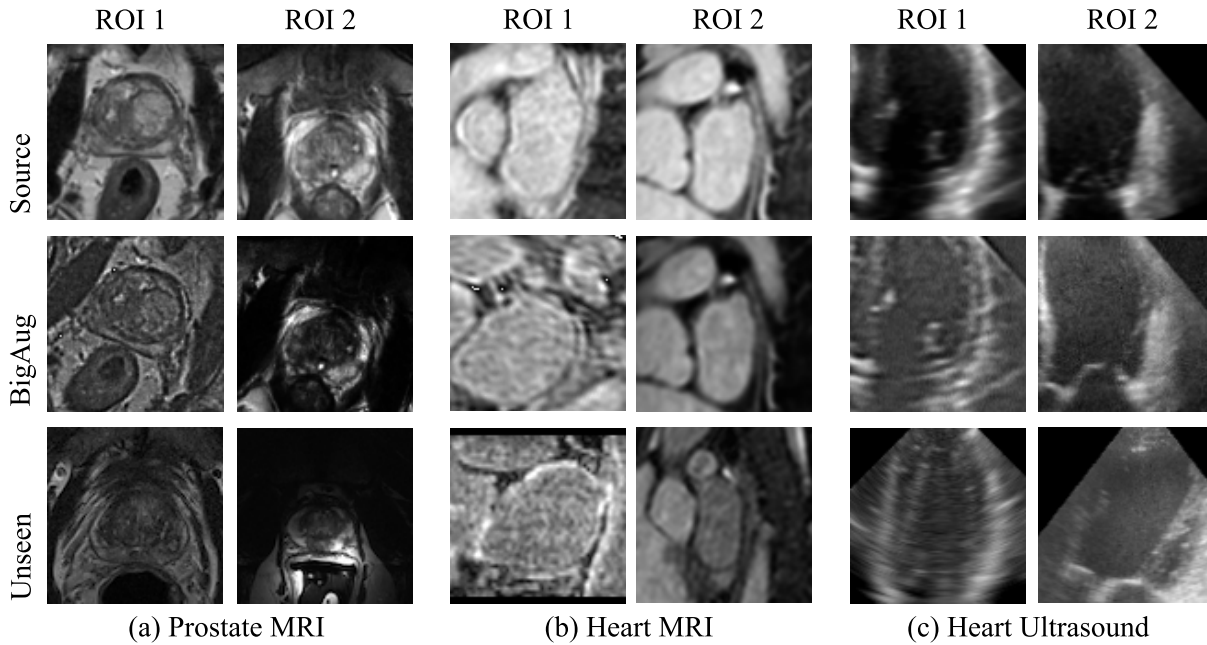 ROI 1 ROI 2 ROI 1 ROI 2 ROI 1 ROI 2
Source
BigAug
Unseen
(a) Prostate MRI (b) Heart MRI (c) Heart Ultrasound